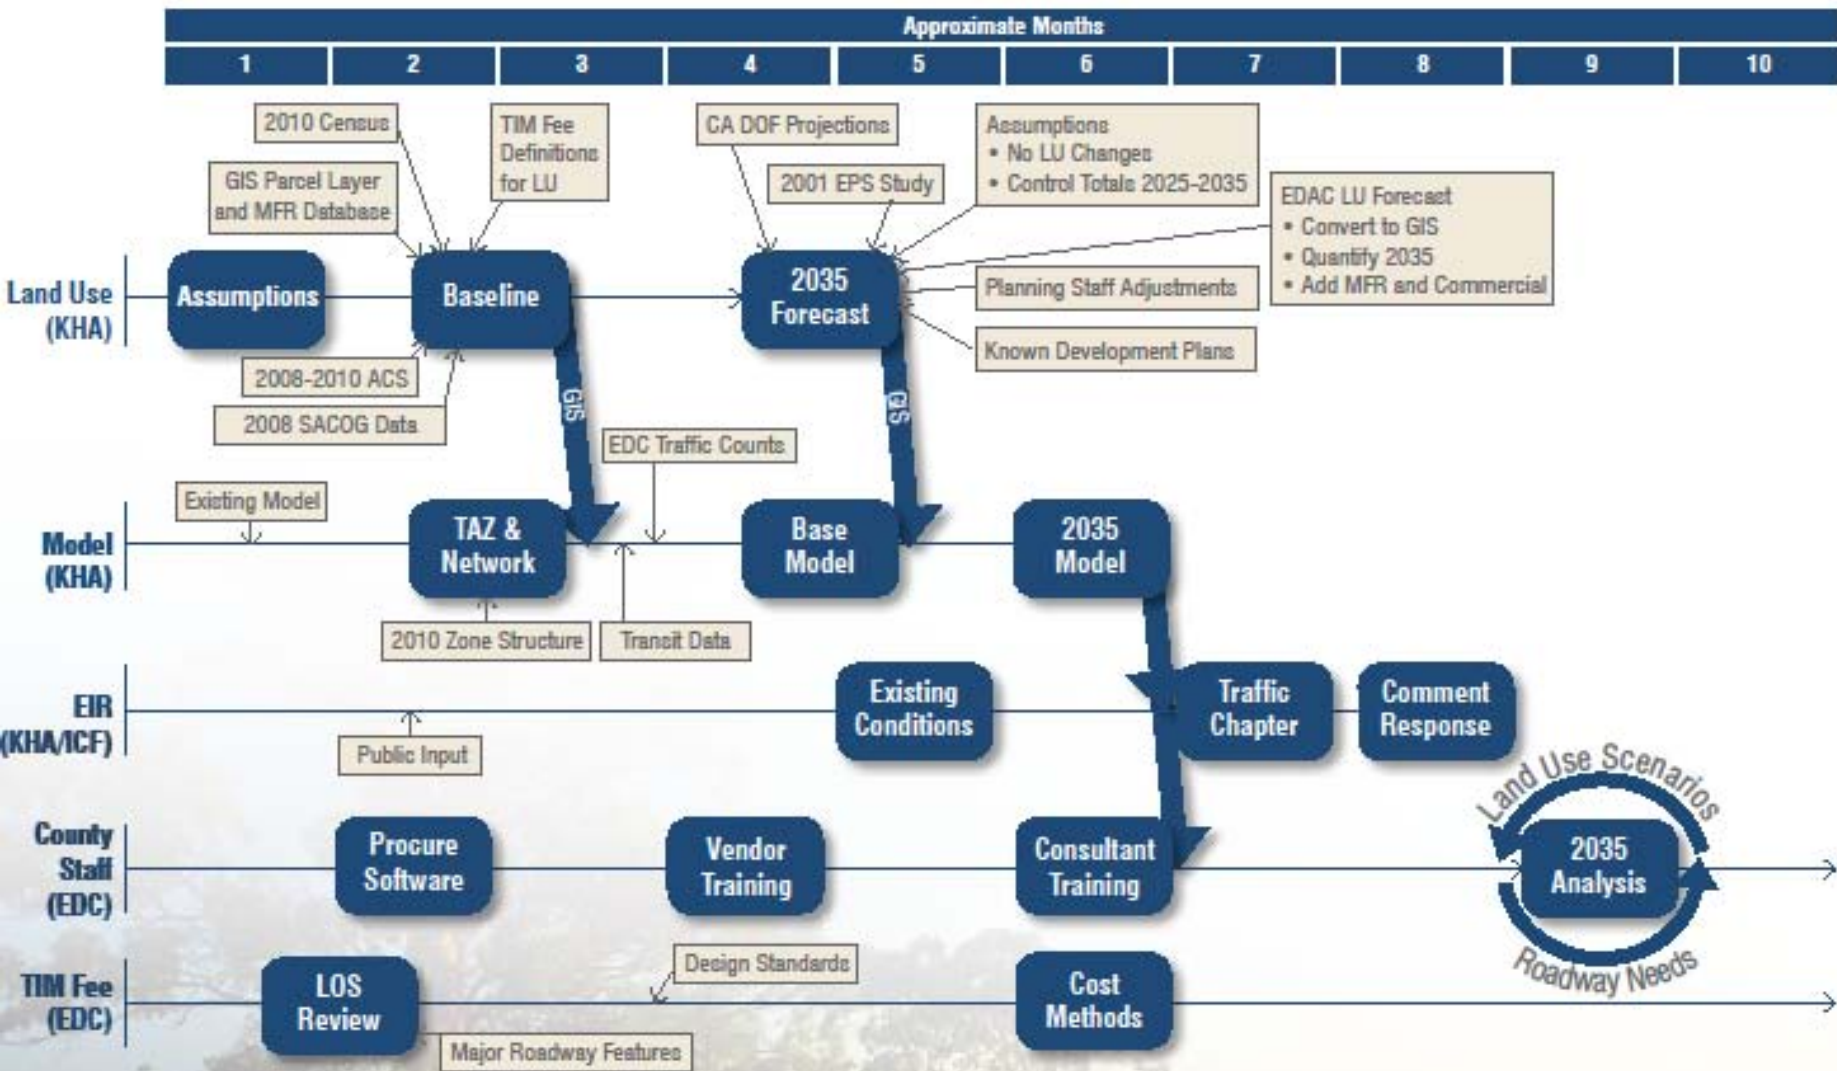 Approximate Months
1 2 3 4 5 6 7 8 9 10
2010 Census
TIM Fee
Definitions
for LU
GIS Parcel Layer
and MFR Database
CA DOF Projections
2001 EPS Study
Assumptions
• No LU Changes
• Control Totals 2025-2035
EDAC LU Forecast
• Convert to GIS
• Quantify 2035
• Add MFR and Commercial
Land Use
(KHA)
Assumptions
Baseline
2035
Forecast
Planning Staff Adjustments
Known Development Plans
2008-2010 ACS
2008 SACOG Data
GIS
GIS
EDC Traffic Counts
Existing Model
Model
(KHA)
TAZ &
Network
Base
Model
2035
Model
2010 Zone Structure
Transit Data
EIR
(KHA/ICF)
Existing
Conditions
Traffic
Chapter
Comment
Response
Public Input
County
Staff
(EDC)
Procure
Software
Vendor
Training
Consultant
Training
Land Use Scenarios
2035
Analysis
Roadway Needs
TIM Fee
(EDC)
LOS
Review
Design Standards
Cost
Methods
Major Roadway Features